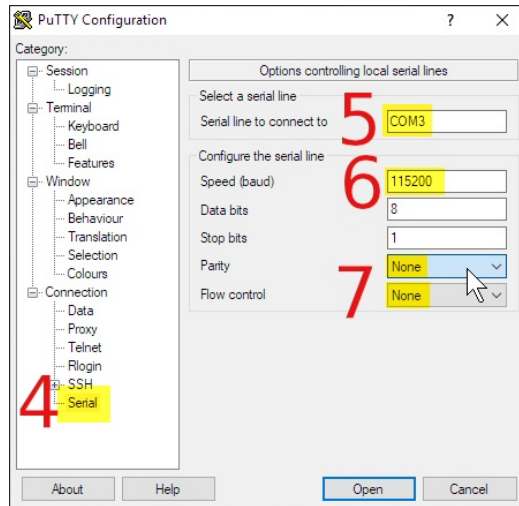 PuTTY Configuration
? ×
Category:
Session
Logging
Terminal
Keyboard
Bell
Features
Window
Appearance
Behaviour
Translation
Selection
Colours
Connection
Data
Proxy
Telnet
Rlogin
SSH
4 Serial
Options controlling local serial lines
Select a serial line
Serial line to connect to 5 COM3
Configure the serial line
Speed (baud) 6 115200
Data bits 8
Stop bits 1
Parity None
7
Flow control None
About Help Open Cancel